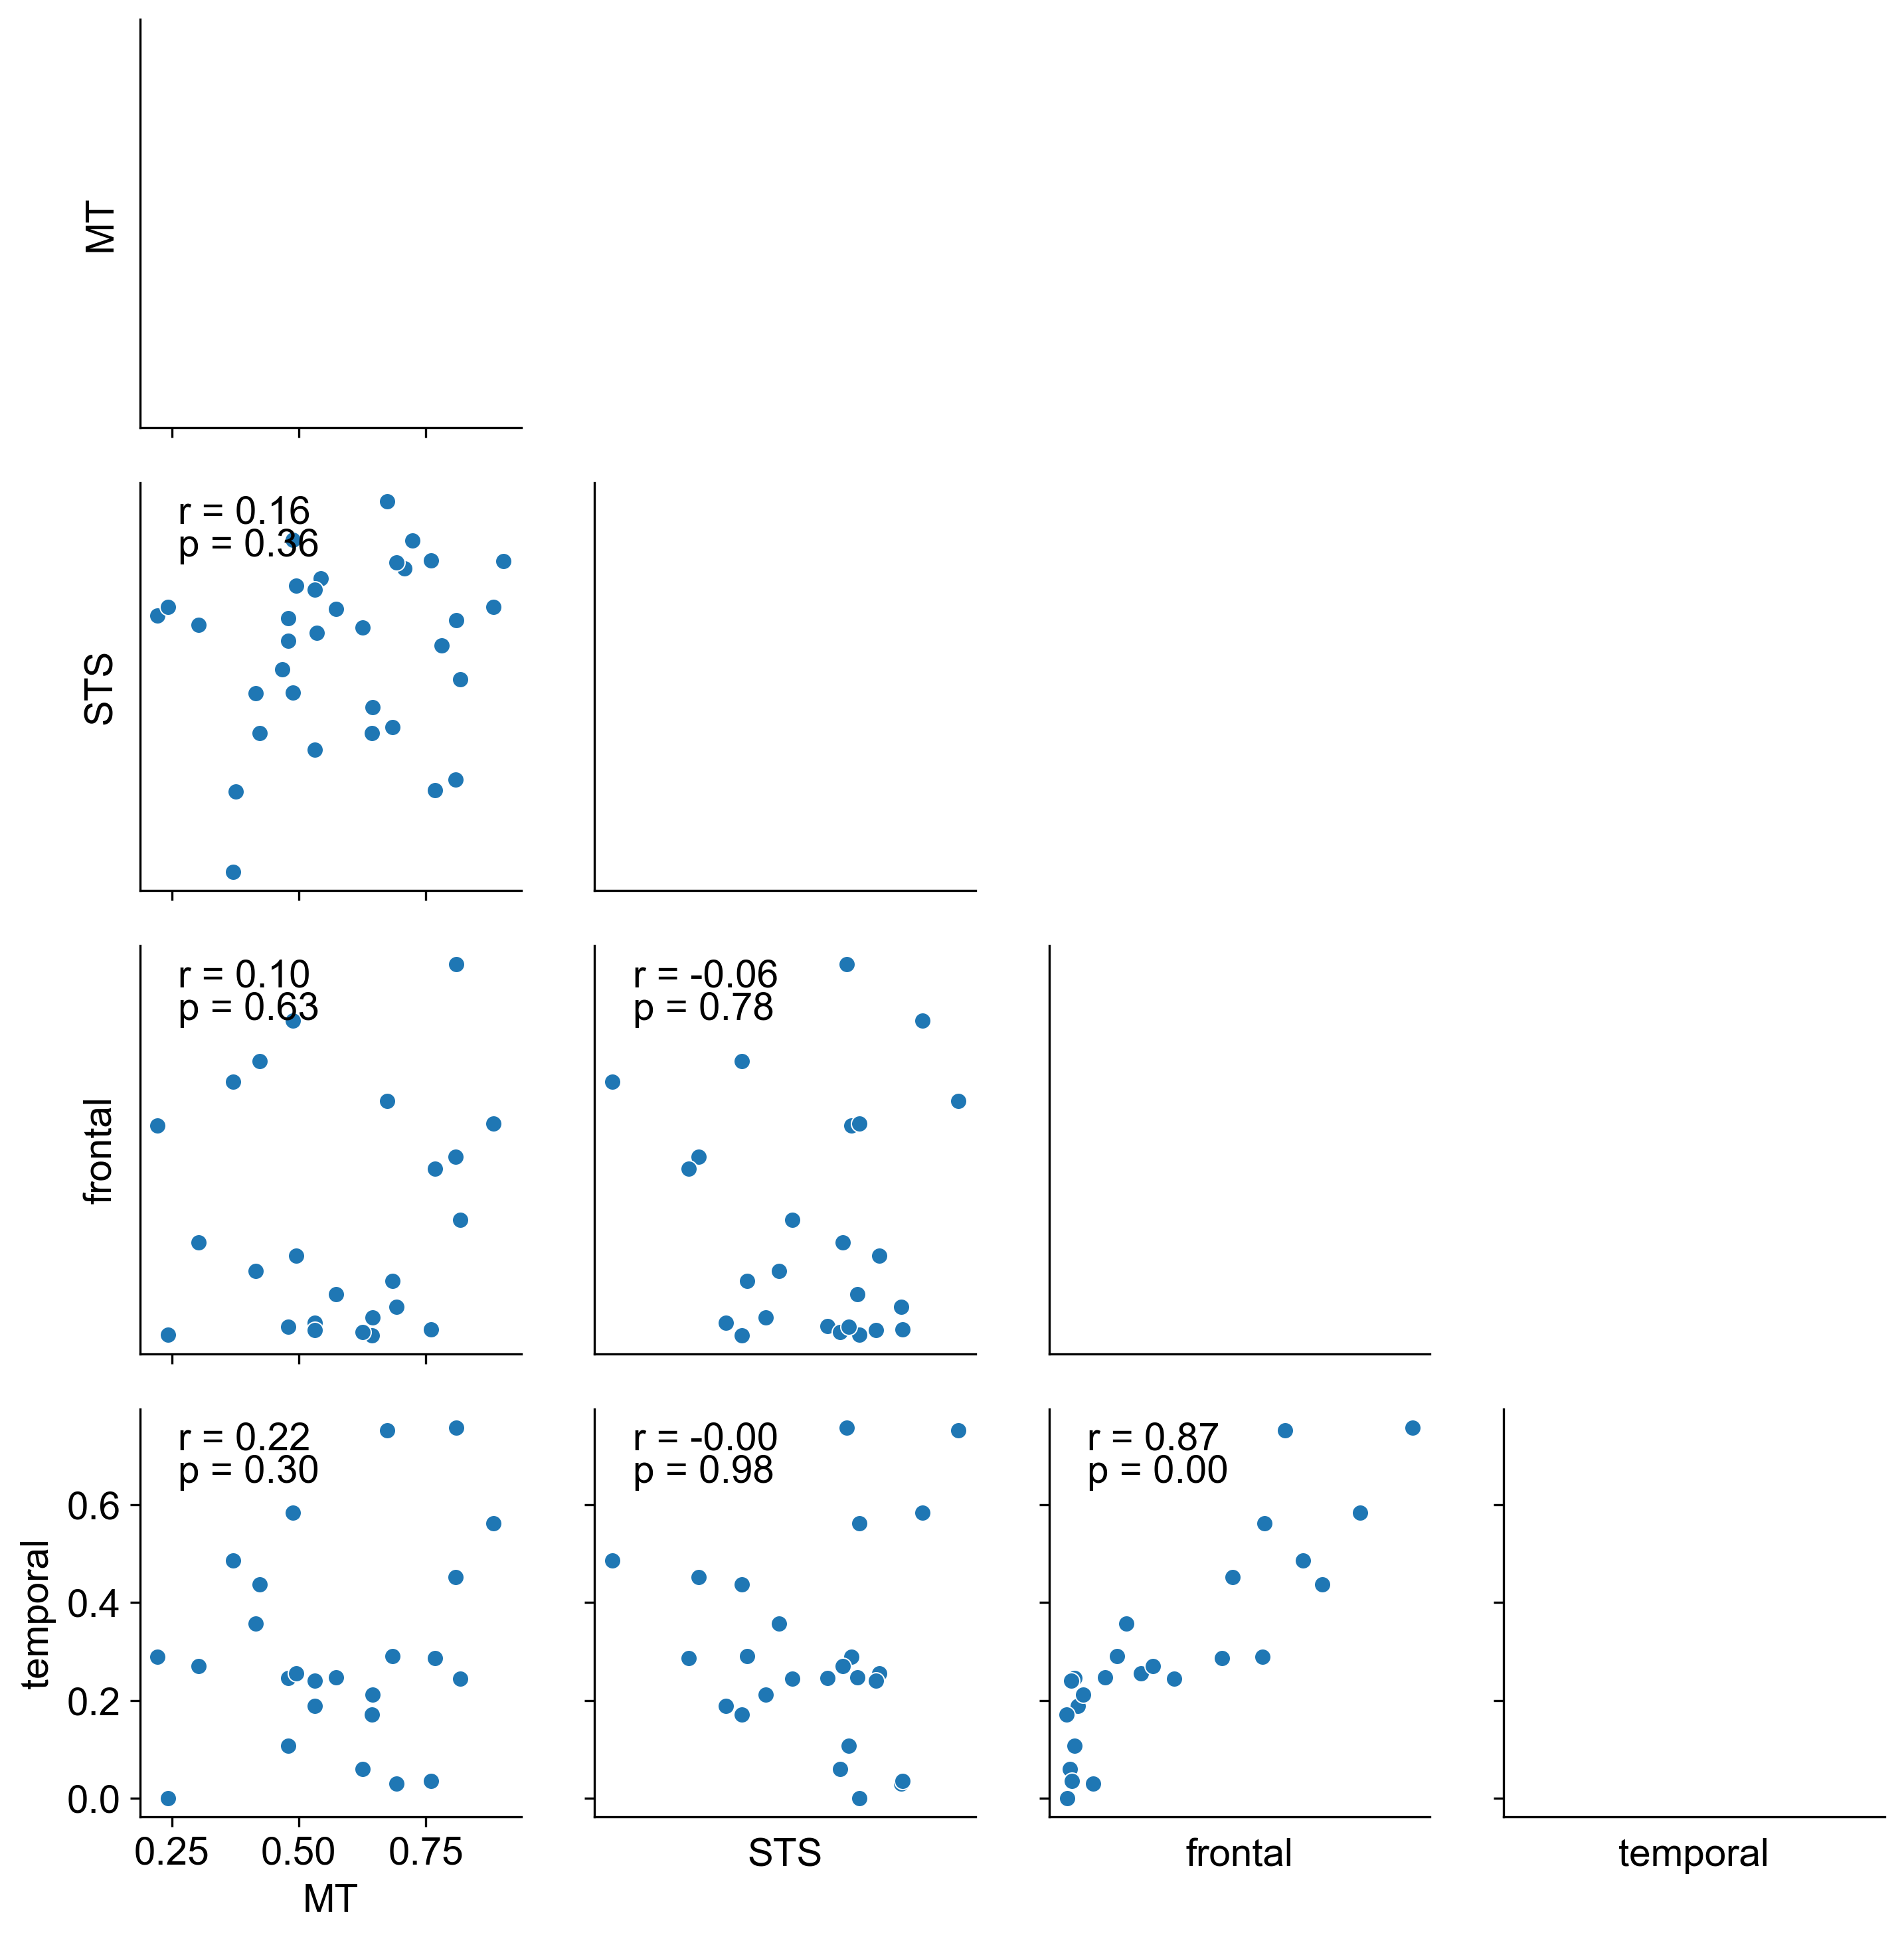 MT
r = 0.16
p = 0.36
STS
r = 0.10
p = 0.63
r = -0.06
p = 0.78
frontal
r = 0.22
p = 0.30
r = -0.00
p = 0.98
r = 0.87
p = 0.00
temporal
0.6
0.4
0.2
0.0
0.25 0.50 0.75
MT
STS
frontal
temporal